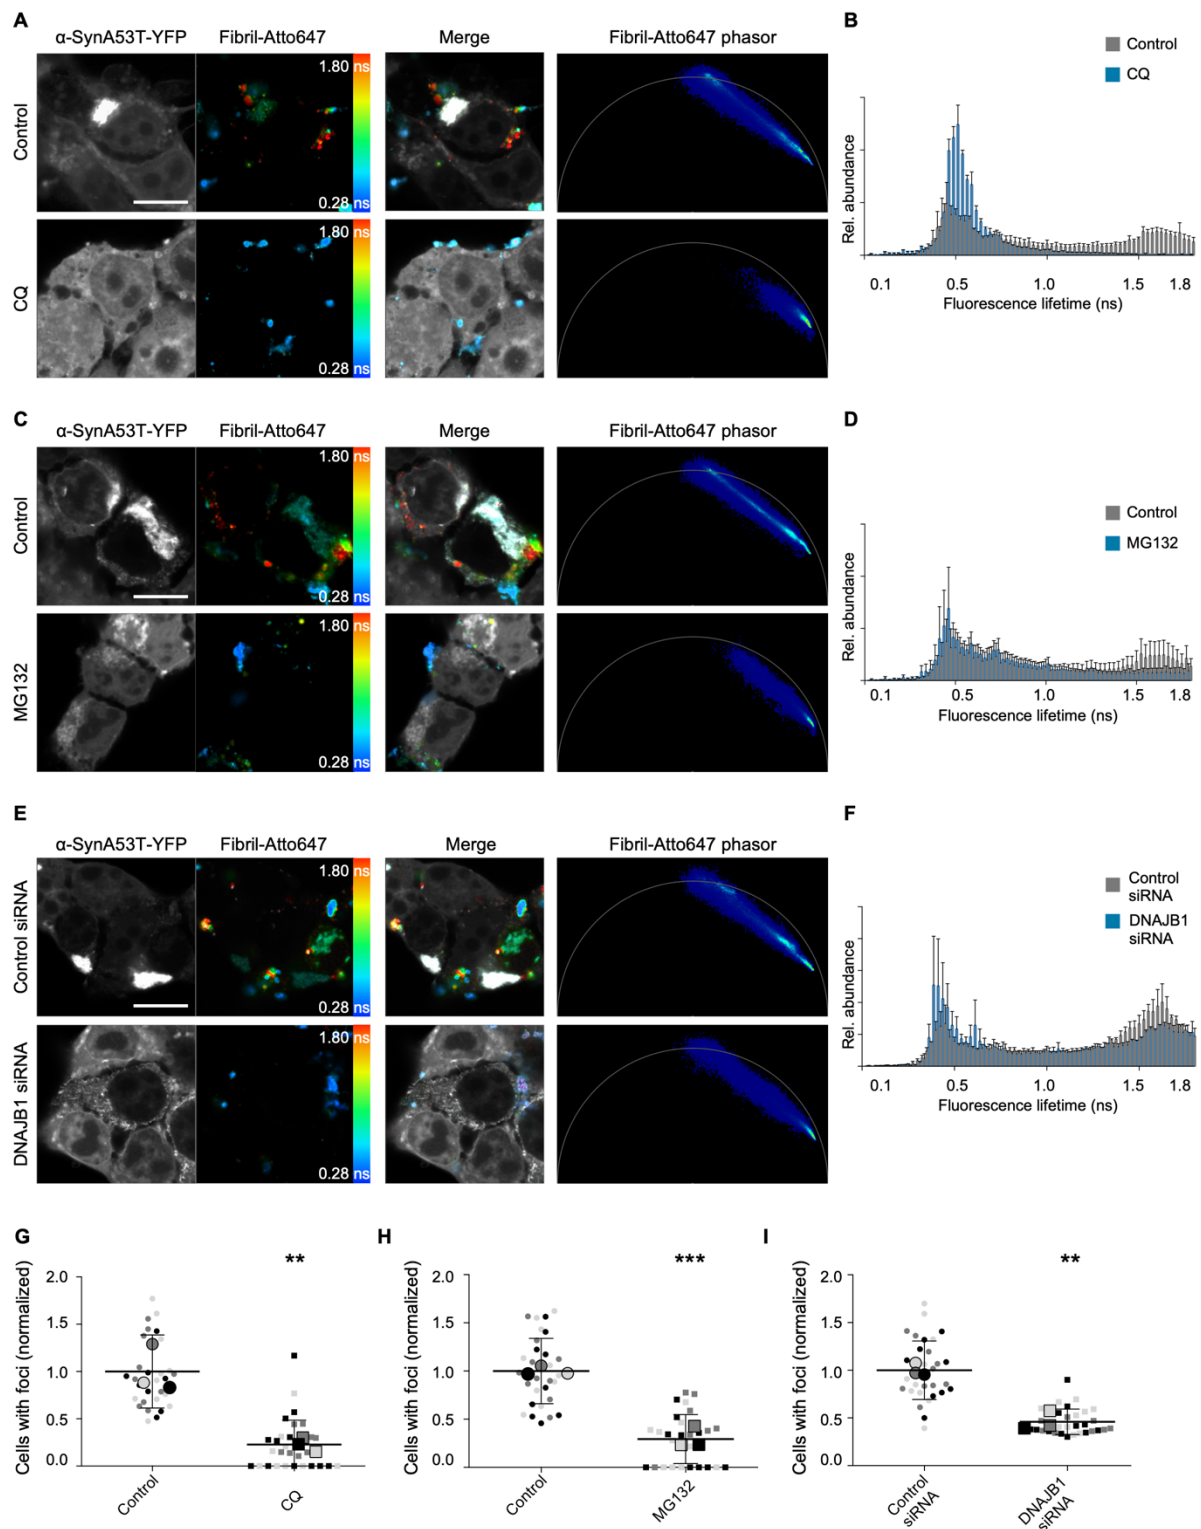 A
α-SynA53T-YFP Fibril-Atto647 Merge Fibril-Atto647 phasor
Control
1.80 ns
0.28 ns
CQ
1.80 ns
0.28 ns
B
Control
CQ
Rel. abundance
0.1 0.5 1.0 1.5 1.8
Fluorescence lifetime (ns)
C
α-SynA53T-YFP Fibril-Atto647 Merge Fibril-Atto647 phasor
Control
1.80 ns
0.28 ns
MG132
1.80 ns
0.28 ns
D
Control
MG132
Rel. abundance
0.1 0.5 1.0 1.5 1.8
Fluorescence lifetime (ns)
E
α-SynA53T-YFP Fibril-Atto647 Merge Fibril-Atto647 phasor
Control siRNA
1.80 ns
0.28 ns
DNAJB1 siRNA
1.80 ns
0.28 ns
F
Control
siRNA
DNAJB1
siRNA
Rel. abundance
0.1 0.5 1.0 1.5 1.8
Fluorescence lifetime (ns)
G
Cells with foci (normalized)
2.0
1.5
1.0
0.5
0.0
**
Control
CQ
H
Cells with foci (normalized)
2.0
1.5
1.0
0.5
0.0
***
Control
MG132
I
Cells with foci (normalized)
2.0
1.5
1.0
0.5
0.0
**
Control
siRNA
DNAJB1
siRNA